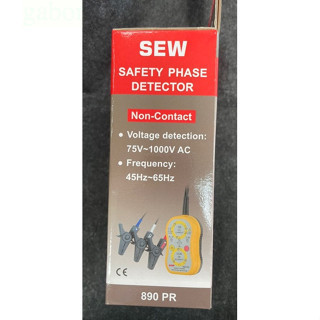 SEW
SAFETY PHASE
DETECTOR
Non-Contact
• Voltage detection:
75V~1000V AC
• Frequency:
45Hz~65Hz
CE
890 PR